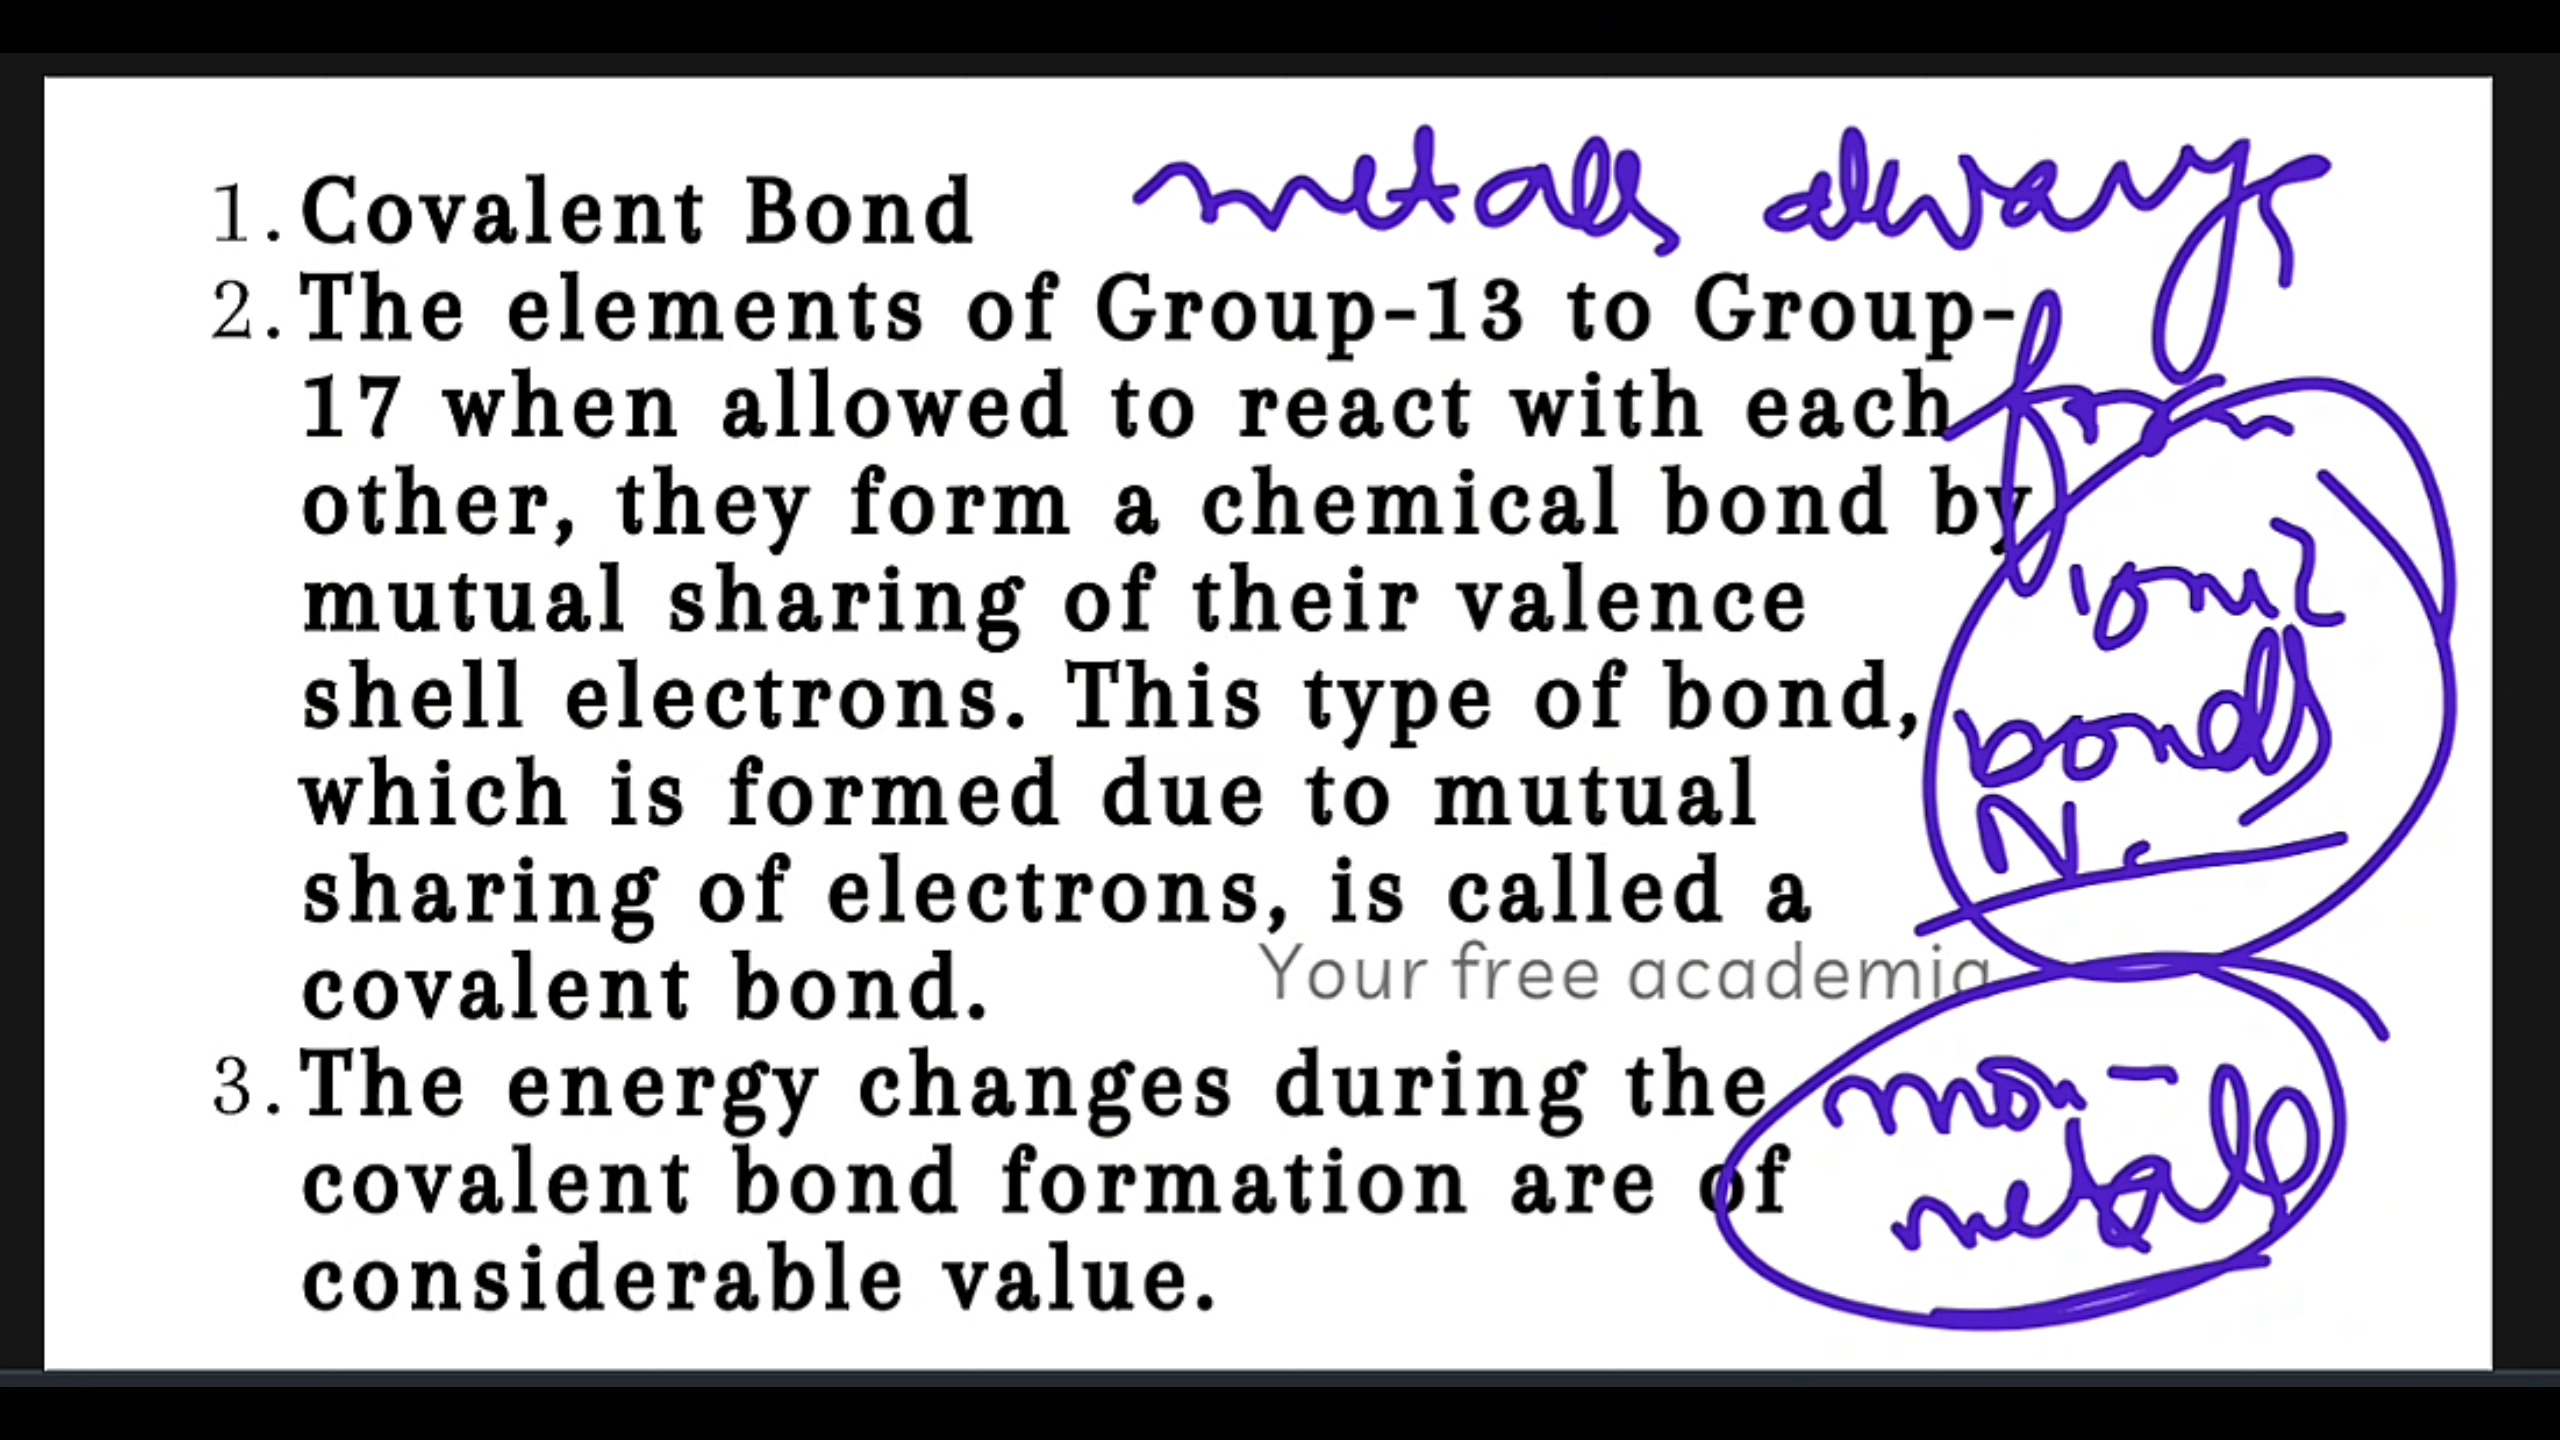 1. Covalent Bond
2. The elements of Group-13 to Group-
17 when allowed to react with each
other, they form a chemical bond by
mutual sharing of their valence
shell electrons. This type of bond,
which is formed due to mutual
sharing of electrons, is called a
covalent bond.
3. The energy changes during the
covalent bond formation are of
considerable value.
Your free academia
metals always
form
ionic
bonds
non-
metals